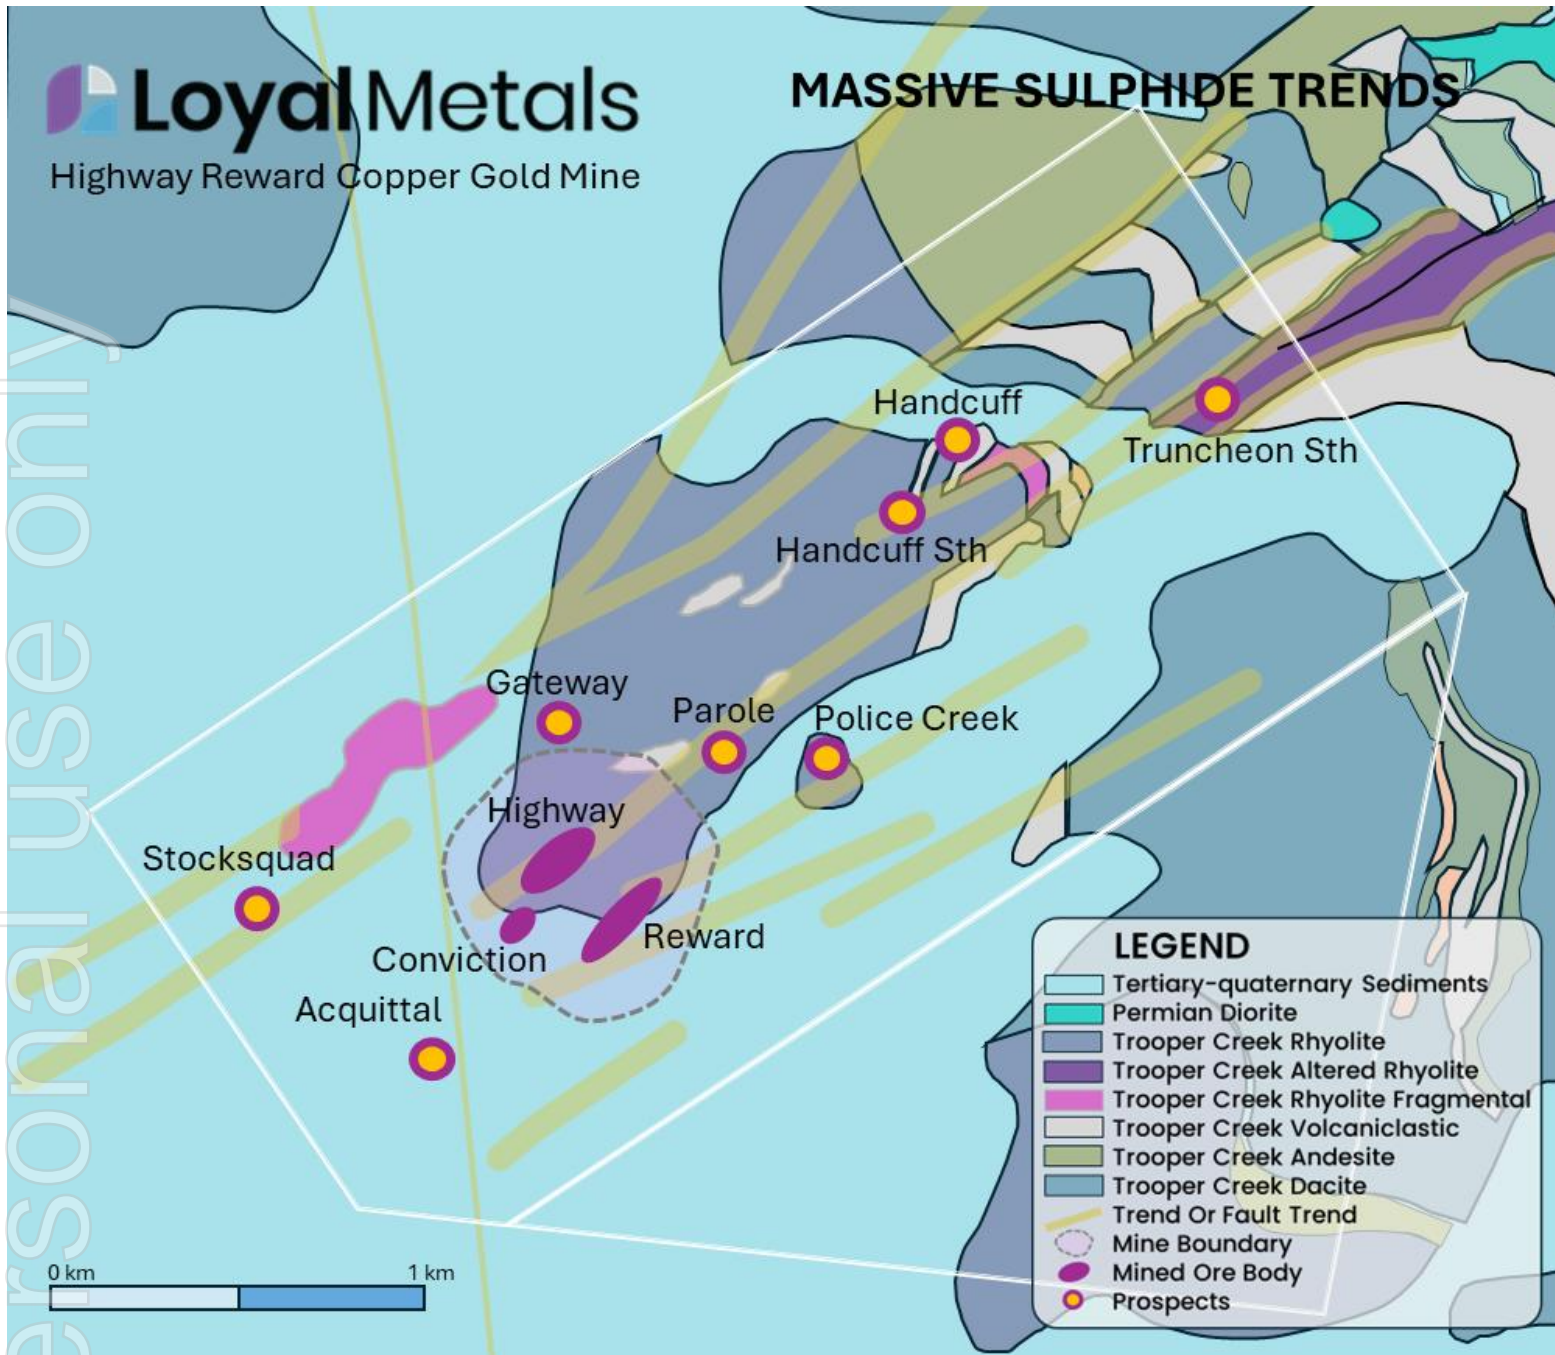 Loyal Metals
Highway Reward Copper Gold Mine
MASSIVE SULPHIDE TRENDS
ersonal use only
Handcuff
Truncheon Sth
Handcuff Sth
Gateway
Parole
Police Creek
Highway
Stocksquad
Reward
Conviction
Acquittal
0 km
1 km
LEGEND
Tertiary-quaternary Sediments
Permian Diorite
Trooper Creek Rhyolite
Trooper Creek Altered Rhyolite
Trooper Creek Rhyolite Fragmental
Trooper Creek Volcaniclastic
Trooper Creek Andesite
Trooper Creek Dacite
Trend Or Fault Trend
Mine Boundary
Mined Ore Body
Prospects